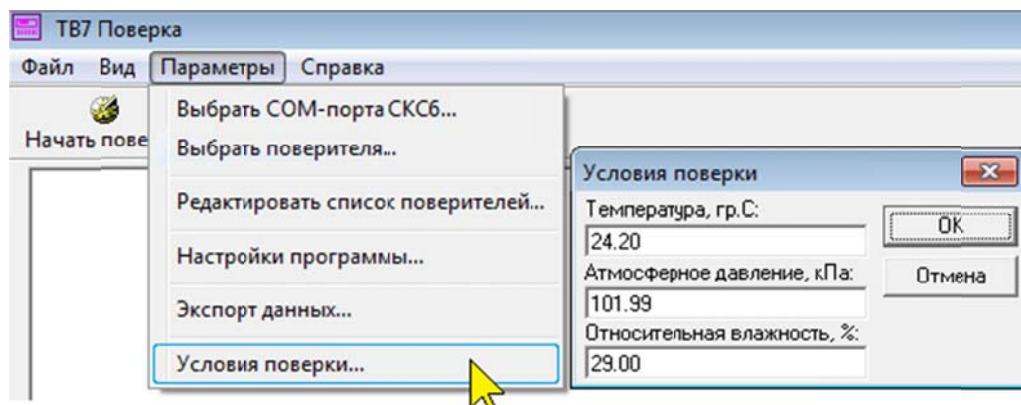 ТВ7 Поверка
Файл Вид Параметры Справка
Начать пове
Выбрать COM-порта СКС6...
Выбрать поверителя...
Редактировать список поверителей...
Настройки программы...
Экспорт данных...
Условия поверки...
Условия поверки
Температура, гр.С:
24.20
Атмосферное давление, кПа:
101.99
Относительная влажность, %:
29.00
OK
Отмена